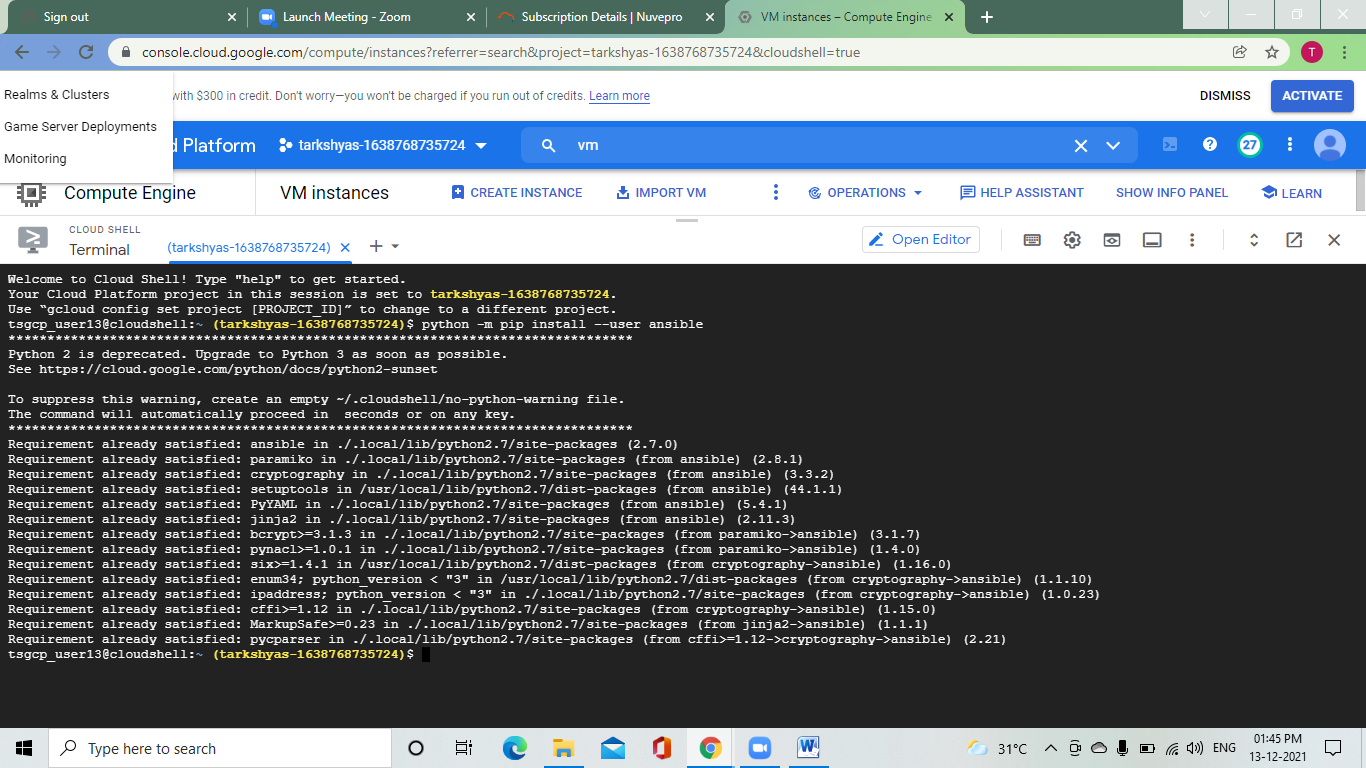 Sign out
Launch Meeting - Zoom
Subscription Details | Nuvepro
VM instances – Compute Engine
console.cloud.google.com/compute/instances?referrer=search&project=tarkshyas-1638768735724&cloudshell=true
T
Realms & Clusters
Game Server Deployments
Monitoring
with $300 in credit. Don't worry—you won't be charged if you run out of credits. Learn more
DISMISS
ACTIVATE
d Platform
tarkshyas-1638768735724
vm
27
Compute Engine
VM instances
CREATE INSTANCE
IMPORT VM
OPERATIONS
HELP ASSISTANT
SHOW INFO PANEL
LEARN
CLOUD SHELL
Terminal
(tarkshyas-1638768735724)
Open Editor
Welcome to Cloud Shell! Type "help" to get started.
Your Cloud Platform project in this session is set to tarkshyas-1638768735724.
Use “gcloud config set project [PROJECT_ID]” to change to a different project.
tsgcp_user13@cloudshell:~ (tarkshyas-1638768735724)$ python -m pip install --user ansible
********************************************************************************
Python 2 is deprecated. Upgrade to Python 3 as soon as possible.
See https://cloud.google.com/python/docs/python2-sunset
To suppress this warning, create an empty ~/.cloudshell/no-python-warning file.
The command will automatically proceed in  seconds or on any key.
********************************************************************************
Requirement already satisfied: ansible in ./.local/lib/python2.7/site-packages (2.7.0)
Requirement already satisfied: paramiko in ./.local/lib/python2.7/site-packages (from ansible) (2.8.1)
Requirement already satisfied: cryptography in ./.local/lib/python2.7/site-packages (from ansible) (3.3.2)
Requirement already satisfied: setuptools in /usr/local/lib/python2.7/dist-packages (from ansible) (44.1.1)
Requirement already satisfied: PyYAML in ./.local/lib/python2.7/site-packages (from ansible) (5.4.1)
Requirement already satisfied: jinja2 in ./.local/lib/python2.7/site-packages (from ansible) (2.11.3)
Requirement already satisfied: bcrypt>=3.1.3 in ./.local/lib/python2.7/site-packages (from paramiko->ansible) (3.1.7)
Requirement already satisfied: pynacl>=1.0.1 in ./.local/lib/python2.7/site-packages (from paramiko->ansible) (1.4.0)
Requirement already satisfied: six>=1.4.1 in /usr/local/lib/python2.7/dist-packages (from cryptography->ansible) (1.16.0)
Requirement already satisfied: enum34; python_version < "3" in /usr/local/lib/python2.7/dist-packages (from cryptography->ansible) (1.1.10)
Requirement already satisfied: ipaddress; python_version < "3" in ./.local/lib/python2.7/site-packages (from cryptography->ansible) (1.0.23)
Requirement already satisfied: cffi>=1.12 in ./.local/lib/python2.7/site-packages (from cryptography->ansible) (1.15.0)
Requirement already satisfied: MarkupSafe>=0.23 in ./.local/lib/python2.7/site-packages (from jinja2->ansible) (1.1.1)
Requirement already satisfied: pycparser in ./.local/lib/python2.7/site-packages (from cffi>=1.12->cryptography->ansible) (2.21)
tsgcp_user13@cloudshell:~ (tarkshyas-1638768735724)$
Type here to search
31°C
ENG
01:45 PM
13-12-2021